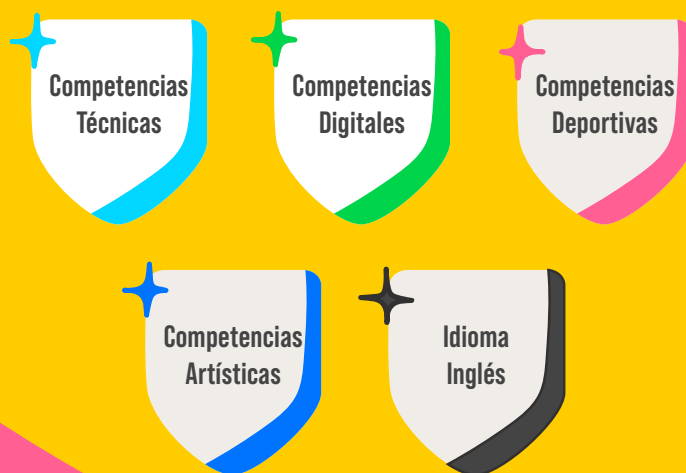 Competencias
Técnicas
Competencias
Digitales
Competencias
Deportivas
Competencias
Artísticas
Idioma
Inglés